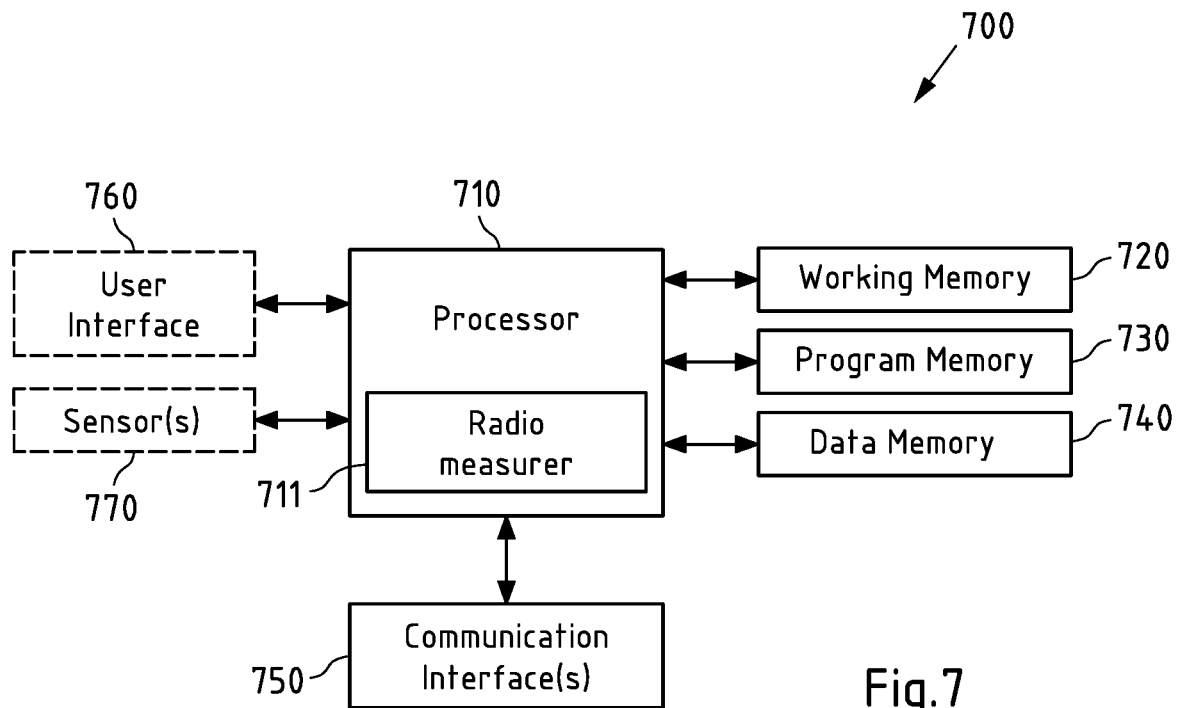 700
760
710
User
Interface
Processor
Working Memory
720
Program Memory
730
Sensor(s)
Radio
measurer
Data Memory
740
770
711
Communication
Interface(s)
750
Fig.7